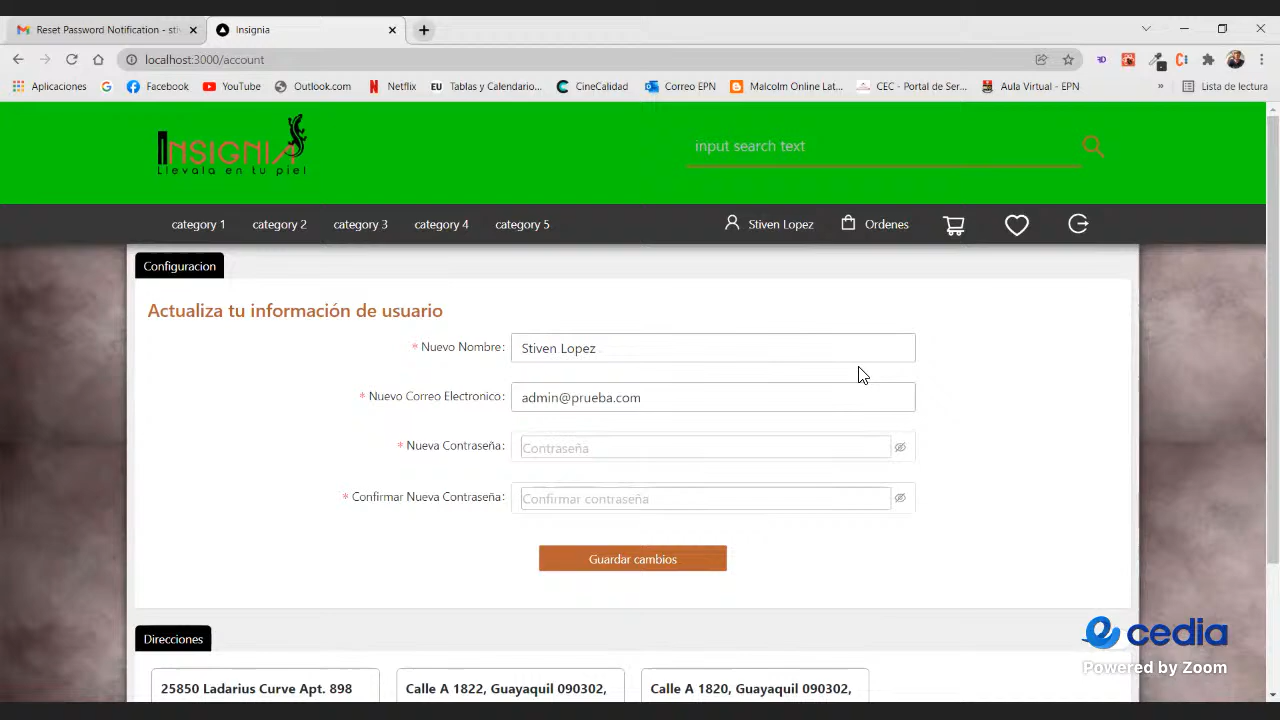 Reset Password Notification - sti
Insignia
localhost:3000/account
Aplicaciones
Facebook
YouTube
Outlook.com
Netflix
EU Tablas y Calendario...
CineCalidad
Correo EPN
Malcolm Online Lat...
CEC - Portal de Ser...
Aula Virtual - EPN
»
Lista de lectura
INSIGNIA
Llevala en tu piel
input search text
category 1
category 2
category 3
category 4
category 5
Stiven Lopez
Ordenes
Configuracion
Actualiza tu información de usuario
* Nuevo Nombre: Stiven Lopez
* Nuevo Correo Electronico: admin@prueba.com
* Nueva Contraseña: Contraseña
* Confirmar Nueva Contraseña: Confirmar contraseña
Guardar cambios
Direcciones
cedia
Powered by Zoom
25850 Ladarius Curve Apt. 898
Calle A 1822, Guayaquil 090302,
Calle A 1820, Guayaquil 090302,